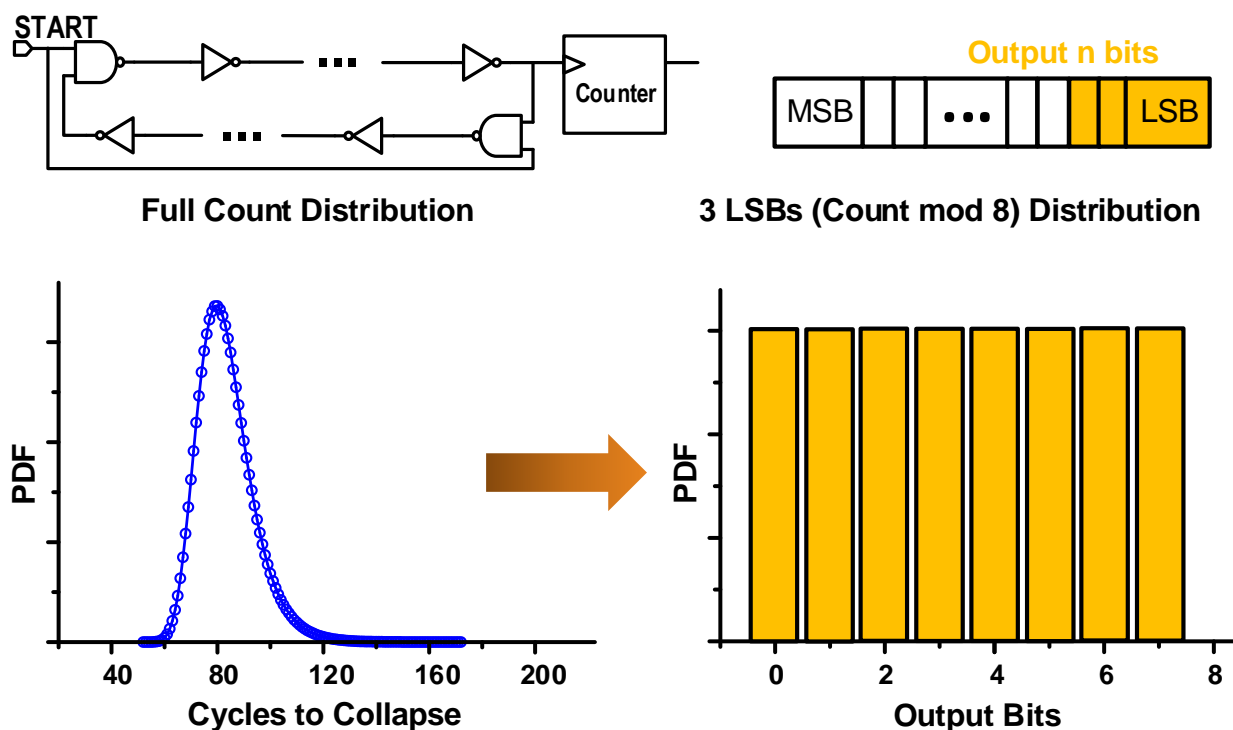 START
Counter
Output n bits
MSB
LSB
Full Count Distribution
3 LSBs (Count mod 8) Distribution
PDF
40 80 120 160 200
Cycles to Collapse
PDF
0 2 4 6 8
Output Bits